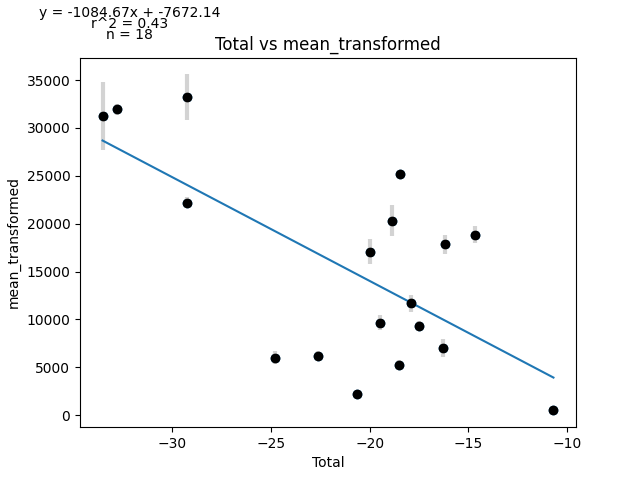 y = -1084.67x + -7672.14
r^2 = 0.43
n = 18
Total vs mean_transformed
mean_transformed
35000
30000
25000
20000
15000
10000
5000
0
−30
−25
−20
−15
−10
Total